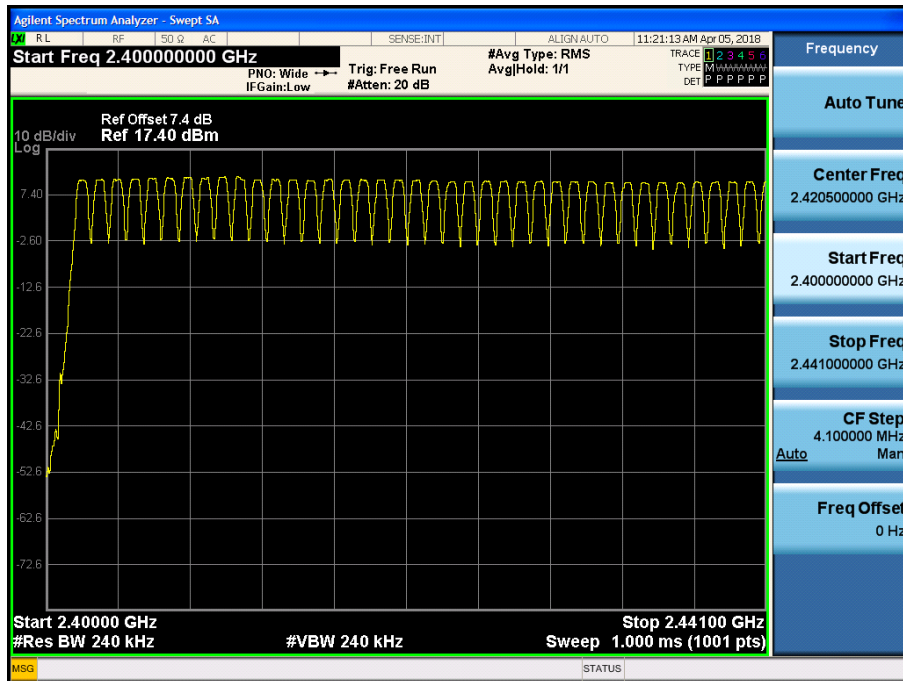 Agilent Spectrum Analyzer - Swept SA
LXI RL RF 50 Ω AC SENSE:INT ALIGN AUTO 11:21:13 AM Apr 05, 2018
Start Freq 2.400000000 GHz
PNO: Wide
IFGain:Low
Trig: Free Run
#Atten: 20 dB
#Avg Type: RMS
Avg|Hold: 1/1
TRACE 1 2 3 4 5 6
TYPE M WWWWW
DET P P P P P P
Frequency
Auto Tune
Center Freq
2.420500000 GHz
Start Freq
2.400000000 GHz
Stop Freq
2.441000000 GHz
CF Step
4.100000 MHz
Auto Man
Freq Offset
0 Hz
Ref Offset 7.4 dB
10 dB/div Ref 17.40 dBm
Log
7.40
-2.60
-12.6
-22.6
-32.6
-42.6
-52.6
-62.6
-72.6
Start 2.40000 GHz Stop 2.44100 GHz
#Res BW 240 kHz #VBW 240 kHz Sweep 1.000 ms (1001 pts)
MSG STATUS